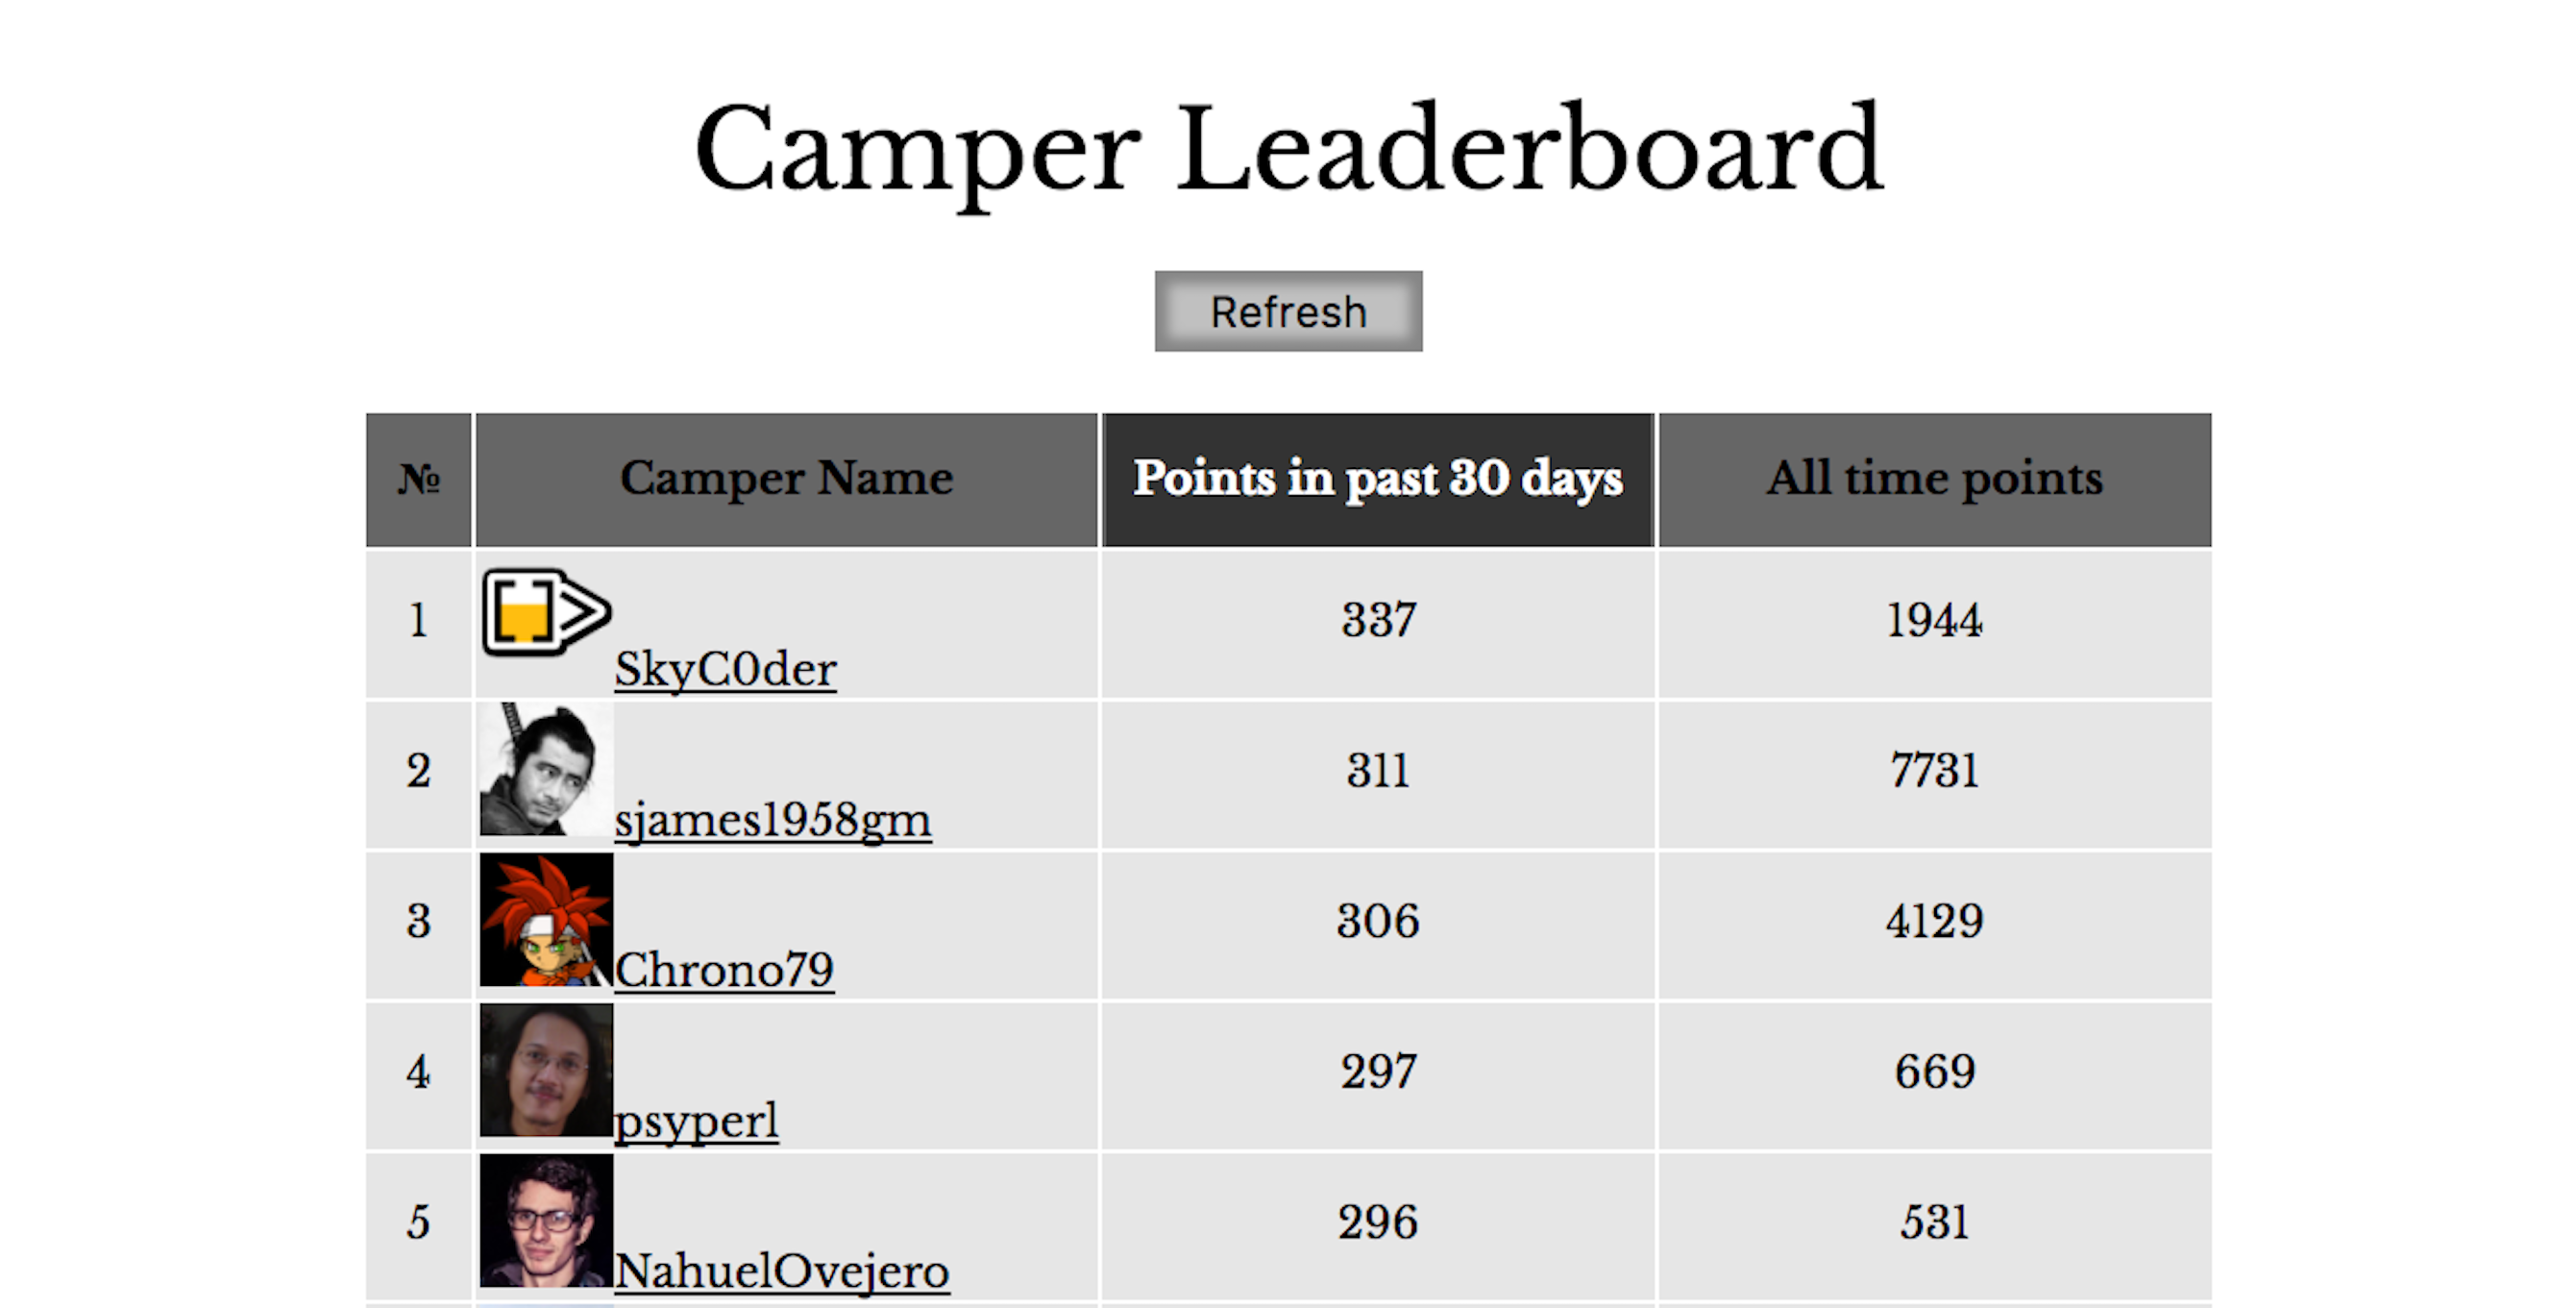 Camper Leaderboard
Refresh
№ Camper Name Points in past 30 days All time points
1 SkyC0der 337 1944
2 sjames1958gm 311 7731
3 Chrono79 306 4129
4 psyperl 297 669
5 NahuelOvejero 296 531